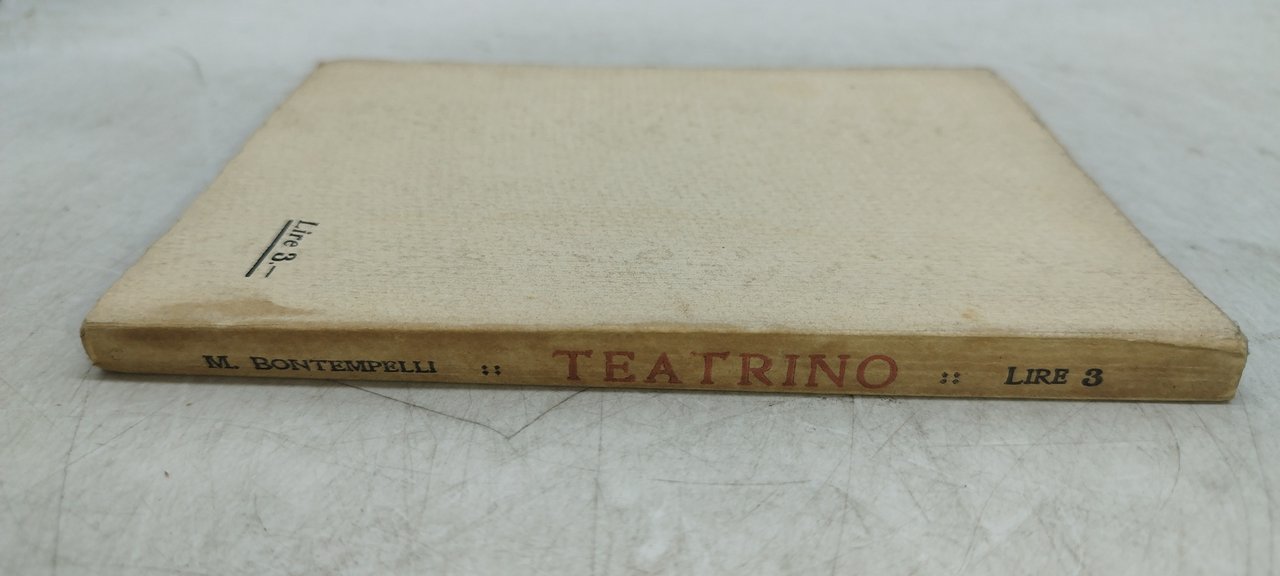 Lire 3.–
M. BONTEMPELLI :: TEATRINO :: LIRE 3